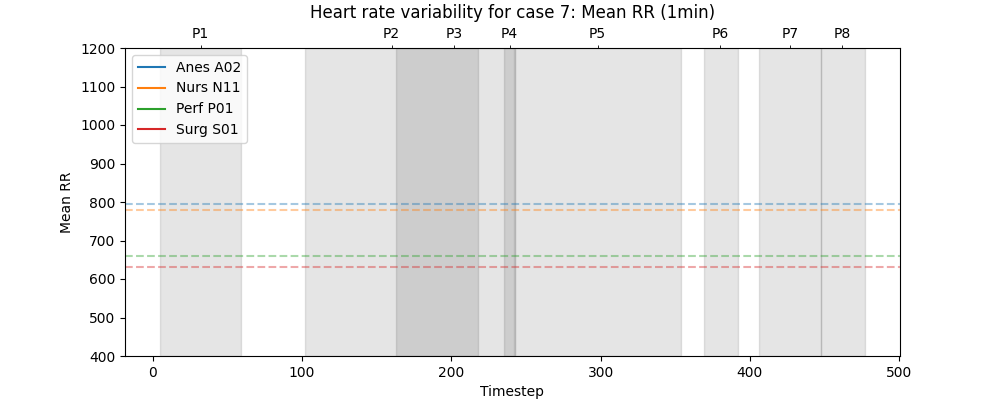 Heart rate variability for case 7: Mean RR (1min)
P1 P2 P3 P4 P5 P6 P7 P8
1200
1100
1000
900
800
700
600
500
400
Mean RR
Anes A02
Nurs N11
Perf P01
Surg S01
0 100 200 300 400 500
Timestep